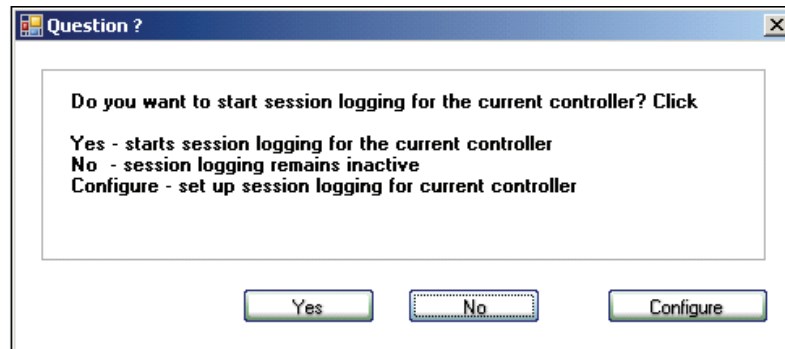 Question ?
Do you want to start session logging for the current controller? Click
Yes - starts session logging for the current controller
No - session logging remains inactive
Configure - set up session logging for current controller
Yes
No
Configure